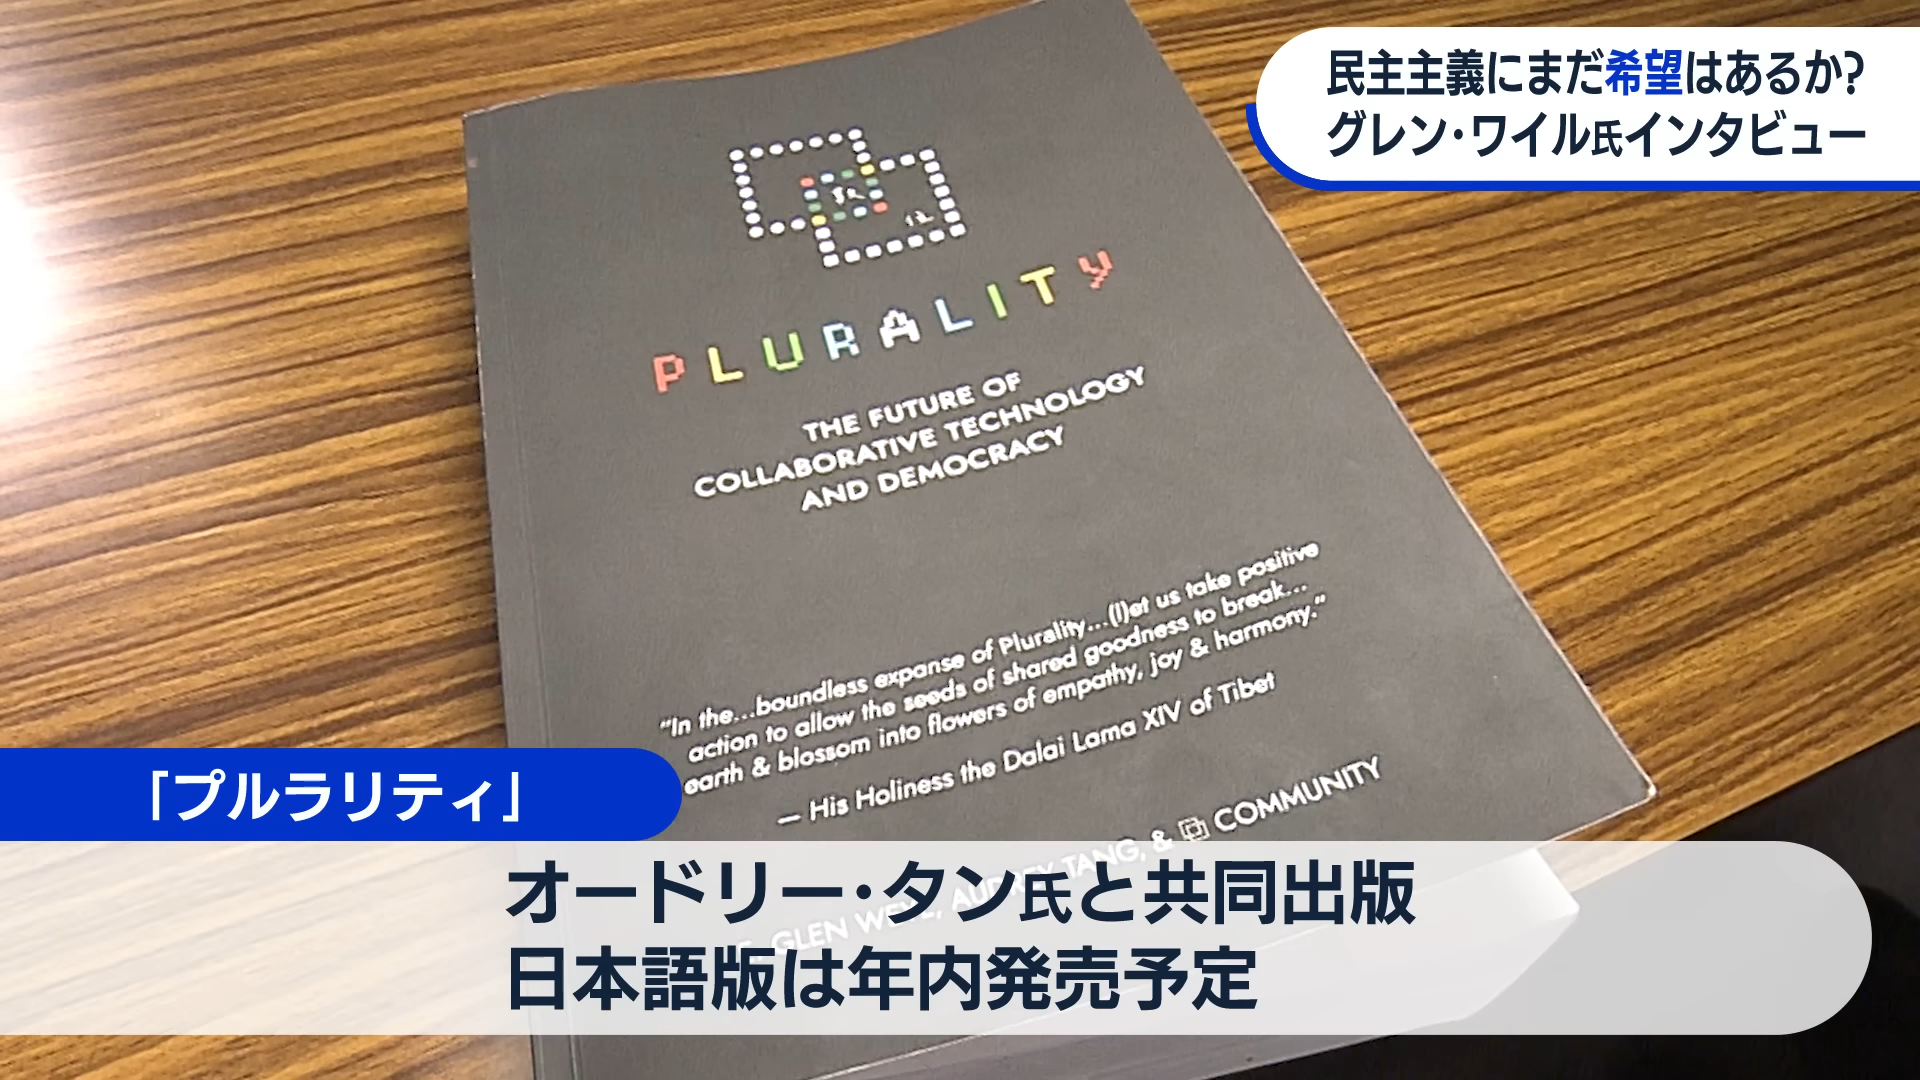 民主主義にまだ希望はあるか?
グレン・ワイル氏インタビュー
PLURALITY
THE FUTURE OF
COLLABORATIVE TECHNOLOGY
AND DEMOCRACY
“In the...boundless expanse of Plurality...(l)et us take positive
action to allow the seeds of shared goodness to break...
earth & blossom into flowers of empathy, joy & harmony.”
— His Holiness the Dalai Lama XIV of Tibet
E. GLEN WEYL, AUDREY TANG, & ⿻ COMMUNITY
「プルラリティ」
オードリー・タン氏と共同出版
日本語版は年内発売予定